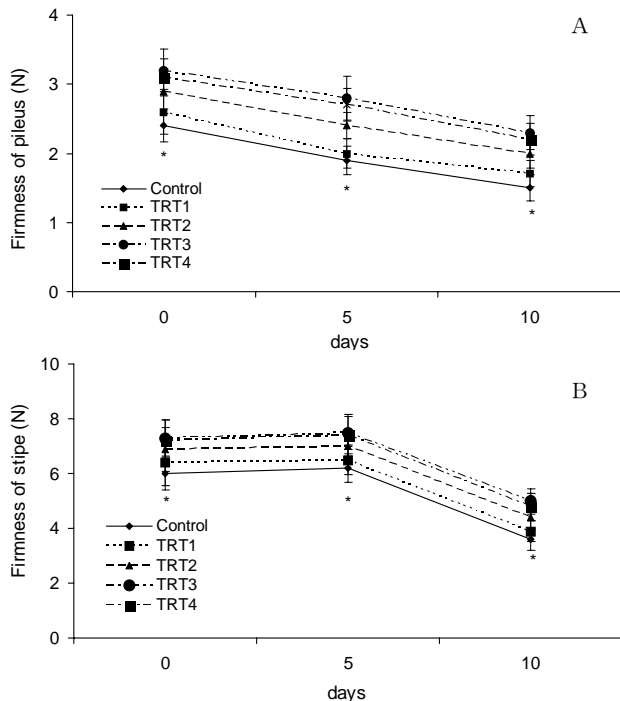 A
Firmness of pileus (N)
4
3
2
1
0
*
*
*
Control
TRT1
TRT2
TRT3
TRT4
0 5 10
days
B
Firmness of stipe (N)
10
8
6
4
2
0
*
*
*
Control
TRT1
TRT2
TRT3
TRT4
0 5 10
days